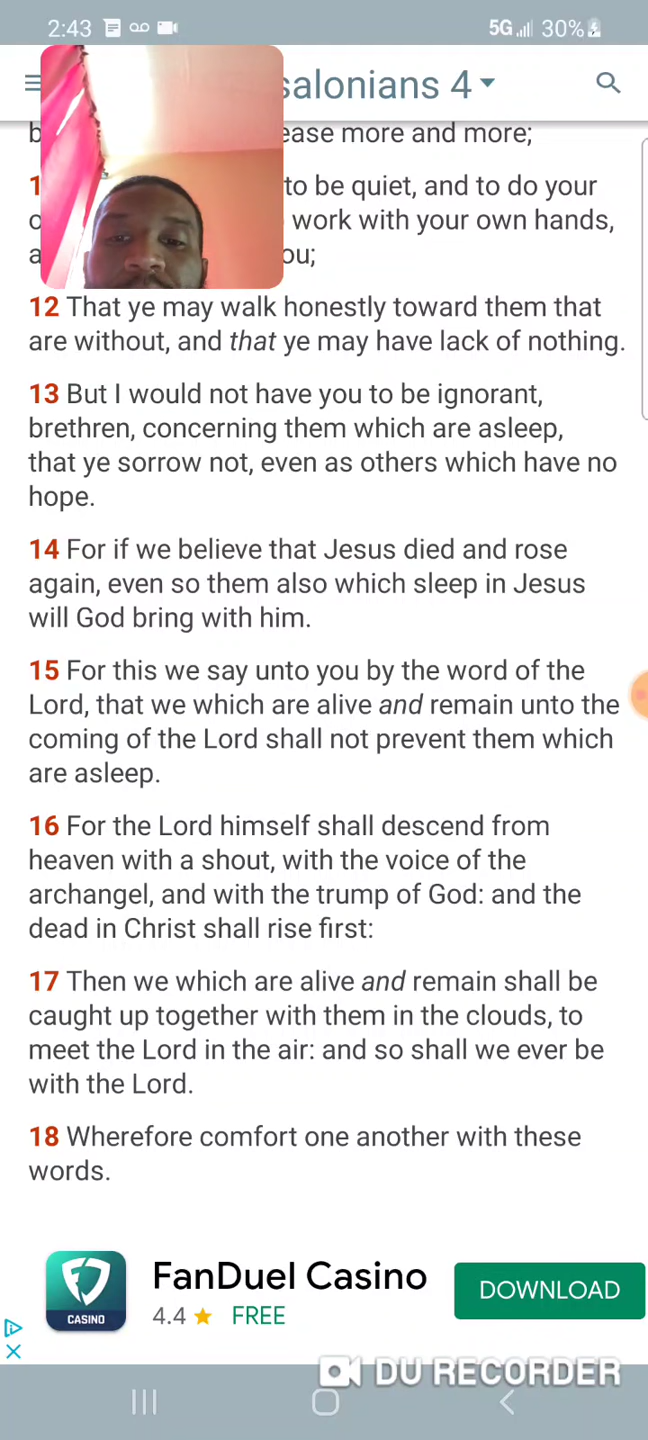 2:43 5G 30%
salonians 4
b ease more and more;
1 to be quiet, and to do your
work with your own hands,
a ou;
12 That ye may walk honestly toward them that
are without, and that ye may have lack of nothing.
13 But I would not have you to be ignorant,
brethren, concerning them which are asleep,
that ye sorrow not, even as others which have no
hope.
14 For if we believe that Jesus died and rose
again, even so them also which sleep in Jesus
will God bring with him.
15 For this we say unto you by the word of the
Lord, that we which are alive and remain unto the
coming of the Lord shall not prevent them which
are asleep.
16 For the Lord himself shall descend from
heaven with a shout, with the voice of the
archangel, and with the trump of God: and the
dead in Christ shall rise first:
17 Then we which are alive and remain shall be
caught up together with them in the clouds, to
meet the Lord in the air: and so shall we ever be
with the Lord.
18 Wherefore comfort one another with these
words.
CASINO
FanDuel Casino
4.4 ★ FREE
DOWNLOAD
DU RECORDER